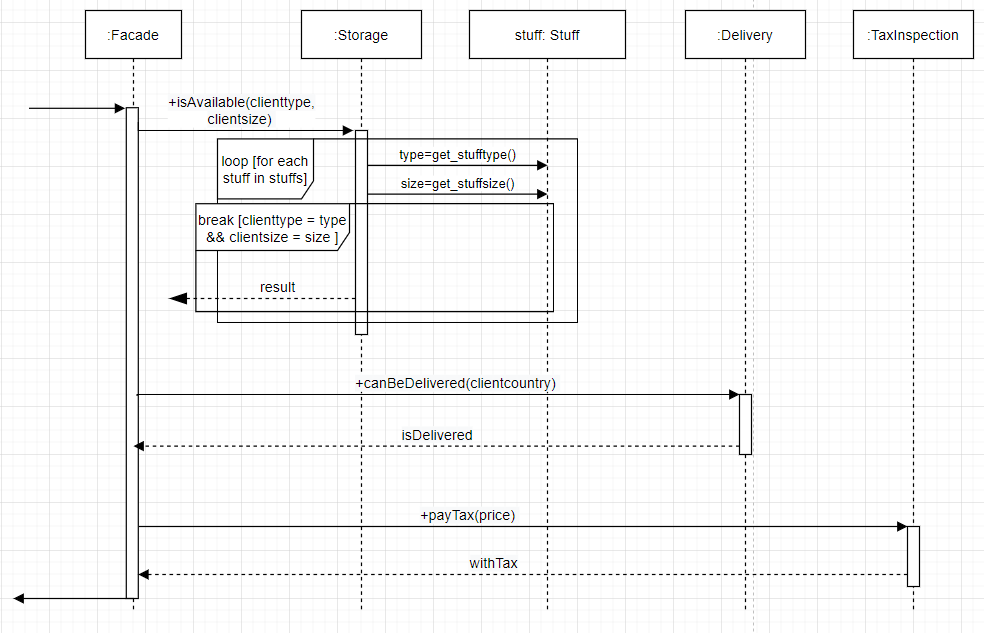 :Facade
:Storage
stuff: Stuff
:Delivery
:TaxInspection
+isAvailable(clienttype,
clientsize)
loop [for each
stuff in stuffs]
type=get_stufftype()
size=get_stuffsize()
break [clienttype = type
&& clientsize = size ]
result
+canBeDelivered(clientcountry)
isDelivered
+payTax(price)
withTax